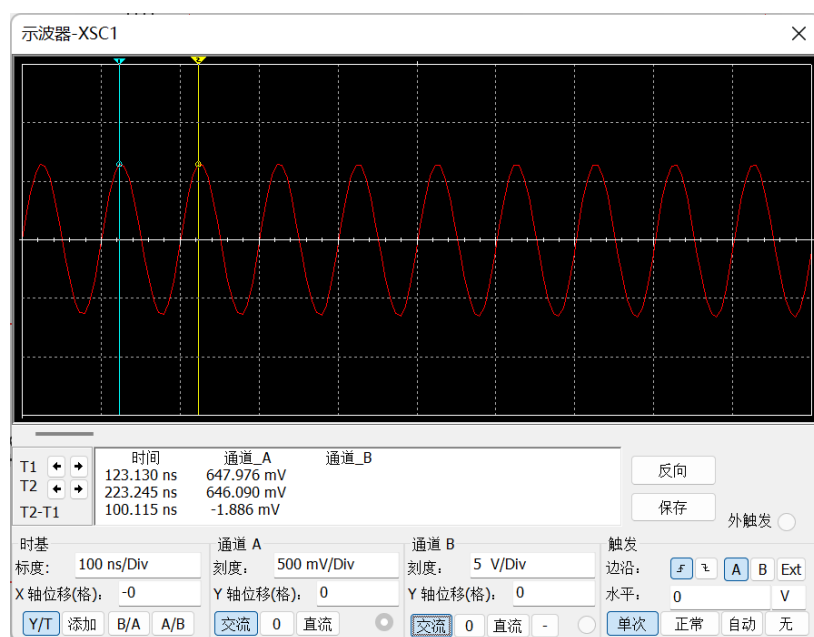 示波器-XSC1
1 2
时间 通道_A 通道_B
T1 123.130 ns 647.976 mV
T2 223.245 ns 646.090 mV
T2-T1 100.115 ns -1.886 mV
反向
保存
外触发
时基 通道 A 通道 B 触发
标度: 100 ns/Div 刻度: 500 mV/Div 刻度: 5 V/Div 边沿: A B Ext
X 轴位移(格): -0 Y 轴位移(格): 0 Y 轴位移(格): 0 水平: 0 V
Y/T 添加 B/A A/B 交流 0 直流 交流 0 直流 - 单次 正常 自动 无